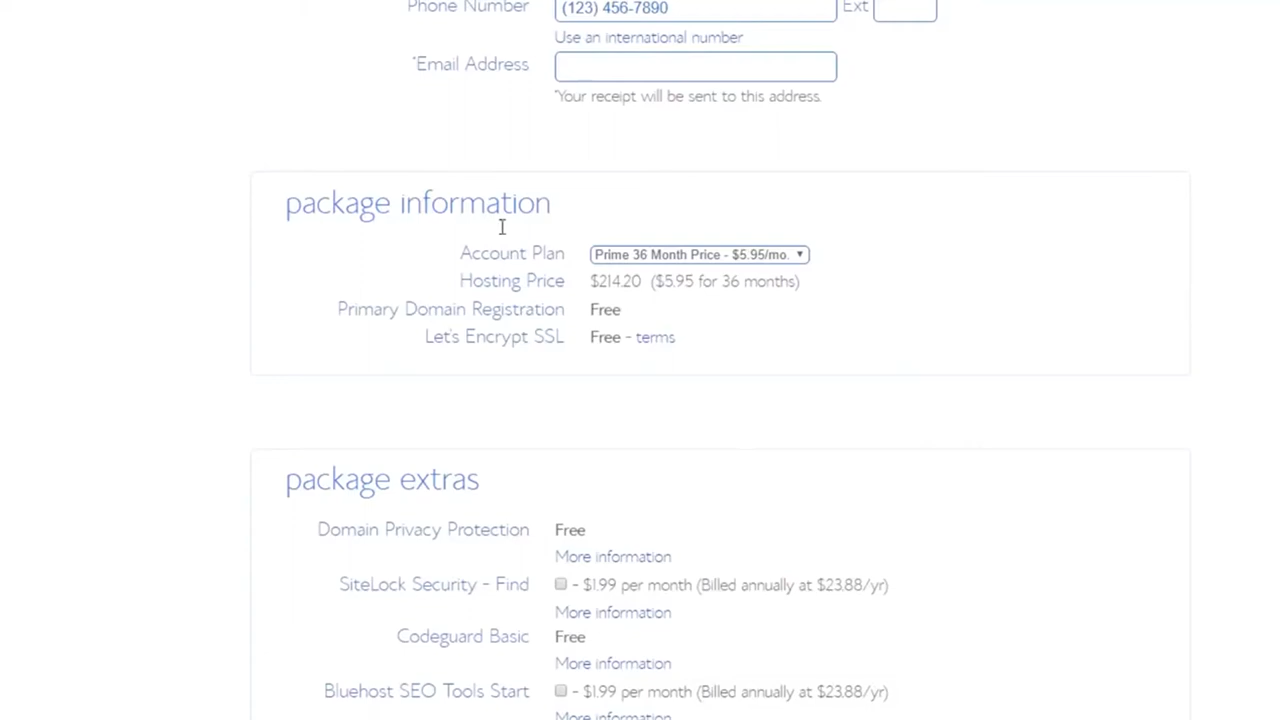 Phone Number (123) 456-7890 Ext
Use an international number
*Email Address
*Your receipt will be sent to this address.
package information
Account Plan Prime 36 Month Price - $5.95/mo.
Hosting Price $214.20 ($5.95 for 36 months)
Primary Domain Registration Free
Let's Encrypt SSL Free - terms
package extras
Domain Privacy Protection Free
More information
SiteLock Security - Find - $1.99 per month (Billed annually at $23.88/yr)
More information
Codeguard Basic Free
More information
Bluehost SEO Tools Start - $1.99 per month (Billed annually at $23.88/yr)
More information